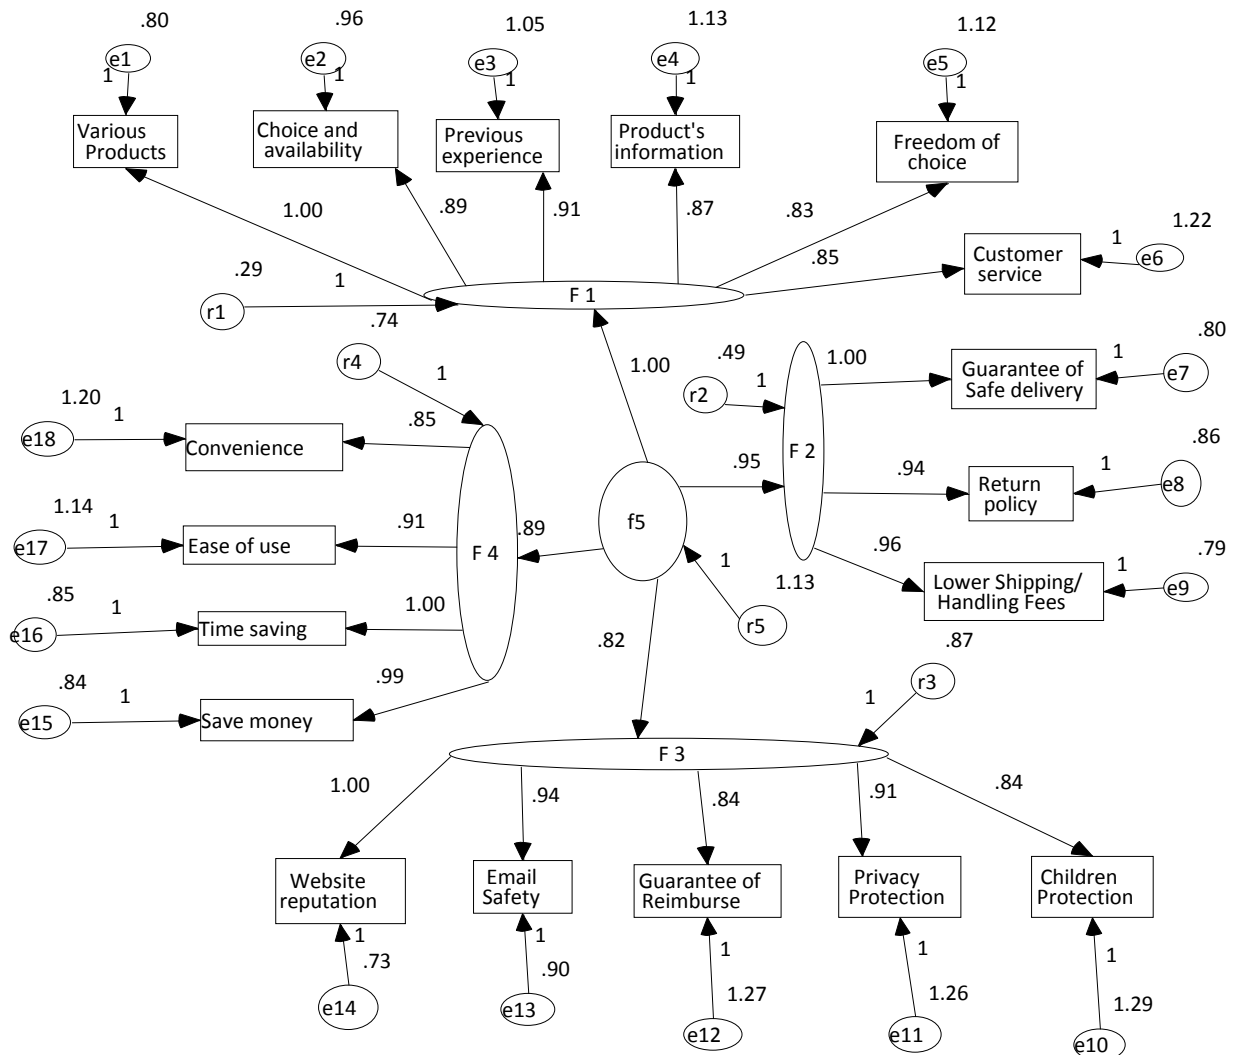 .80
.96
1.05
1.13
1.12
e1
e2
e3
e4
e5
1
1
1
1
1
Various
Products
Choice and
availability
Previous
experience
Product's
information
Freedom of
choice
1.00
.89
.91
.87
.83
.85
Customer
service
1
1.22
e6
.29
1
r1
F 1
.74
r4
1
1.00
.49
1
r2
1.00
Guarantee of
Safe delivery
1
.80
e7
1.20
1
e18
Convenience
.85
F 2
.95
.94
Return
policy
1
.86
e8
1.14
1
e17
Ease of use
.91
F 4
.89
f5
.96
Lower Shipping/
Handling Fees
1
.79
e9
.85
1
e16
Time saving
1.00
1
1.13
r5
.82
.84
1
e15
Save money
.99
.87
r3
1
F 3
1.00
.94
.84
.91
.84
Website
reputation
Email
Safety
Guarantee of
Reimburse
Privacy
Protection
Children
Protection
1
1
1
1
1
.73
.90
1.27
1.26
1.29
e14
e13
e12
e11
e10